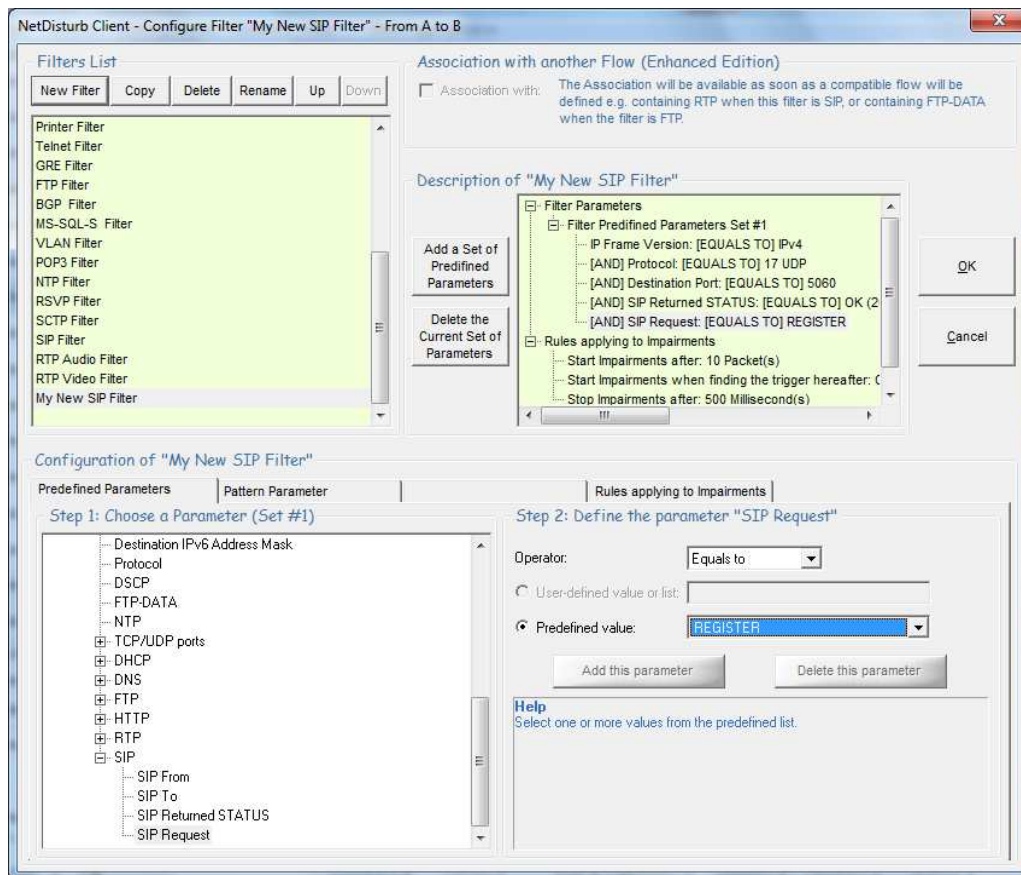 NetDisturb Client - Configure Filter "My New SIP Filter" - From A to B
Filters List
New Filter
Copy
Delete
Rename
Up
Down
Printer Filter
Telnet Filter
GRE Filter
FTP Filter
BGP Filter
MS-SQL-S Filter
VLAN Filter
POP3 Filter
NTP Filter
RSVP Filter
SCTP Filter
SIP Filter
RTP Audio Filter
RTP Video Filter
My New SIP Filter
Association with another Flow (Enhanced Edition)
Association with:
The Association will be available as soon as a compatible flow will be
defined e.g. containing RTP when this filter is SIP, or containing FTP-DATA
when the filter is FTP.
Description of "My New SIP Filter"
Add a Set of
Predifined
Parameters
Delete the
Current Set of
Parameters
Filter Parameters
Filter Predifined Parameters Set #1
IP Frame Version: [EQUALS TO] IPv4
[AND] Protocol: [EQUALS TO] 17 UDP
[AND] Destination Port: [EQUALS TO] 5060
[AND] SIP Returned STATUS: [EQUALS TO] OK (2
[AND] SIP Request: [EQUALS TO] REGISTER
Rules applying to Impairments
Start Impairments after: 10 Packet(s)
Start Impairments when finding the trigger hereafter:
Stop Impairments after: 500 Millisecond(s)
OK
Cancel
Configuration of "My New SIP Filter"
Predefined Parameters
Pattern Parameter
Rules applying to Impairments
Step 1: Choose a Parameter (Set #1)
Destination IPv6 Address Mask
Protocol
DSCP
FTP-DATA
NTP
TCP/UDP ports
DHCP
DNS
FTP
HTTP
RTP
SIP
SIP From
SIP To
SIP Returned STATUS
SIP Request
Step 2: Define the parameter "SIP Request"
Operator:
Equals to
User-defined value or list:
Predefined value:
REGISTER
Add this parameter
Delete this parameter
Help
Select one or more values from the predefined list.